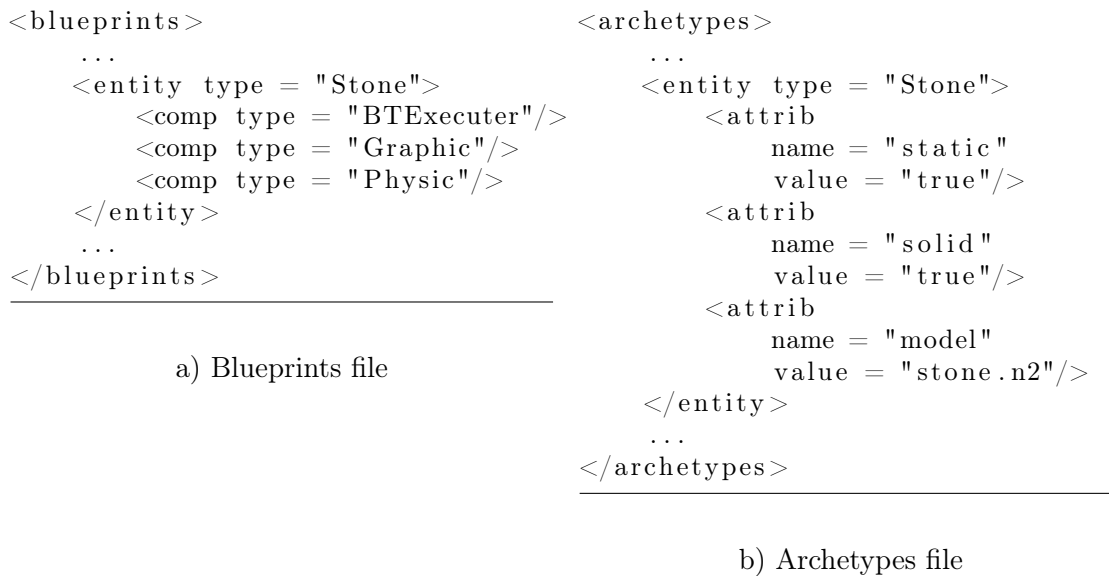 <blueprints>
...
<entity type = "Stone">
<comp type = "BTExecuter"/>
<comp type = "Graphic"/>
<comp type = "Physic"/>
</entity>
...
</blueprints>
a) Blueprints file
<archetypes>
...
<entity type = "Stone">
<attrib
name = "static"
value = "true"/>
<attrib
name = "solid"
value = "true"/>
<attrib
name = "model"
value = "stone.n2"/>
</entity>
...
</archetypes>
b) Archetypes file